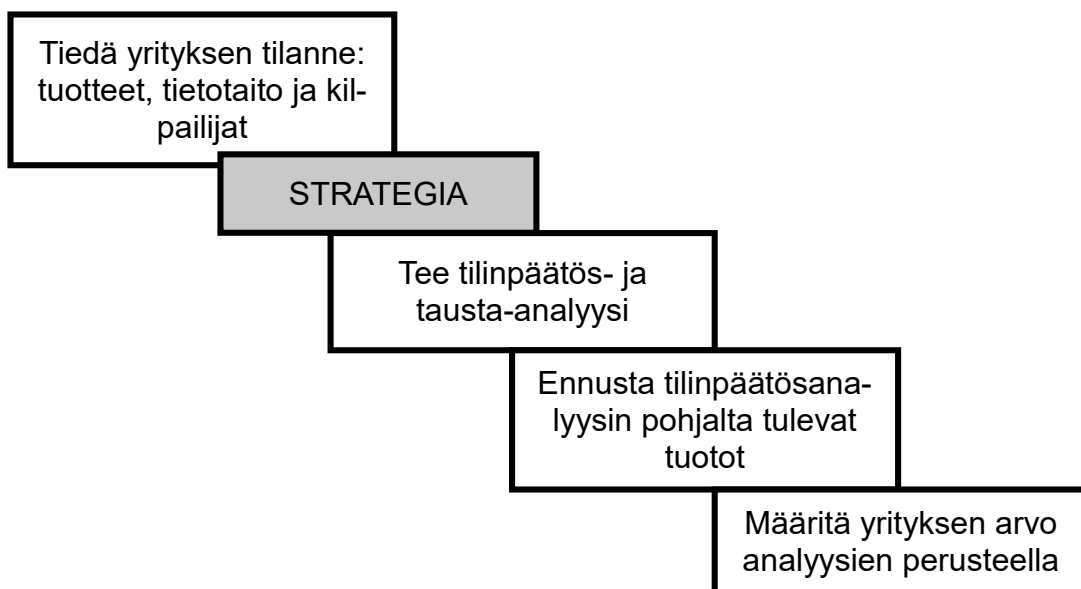 Tiedä yrityksen tilanne:
tuotteet, tietotaito ja kil-
pailijat
STRATEGIA
Tee tilinpäätös- ja
tausta-analyysi
Ennusta tilinpäätösana-
lyysin pohjalta tulevat
tuotot
Määritä yrityksen arvo
analyysien perusteella